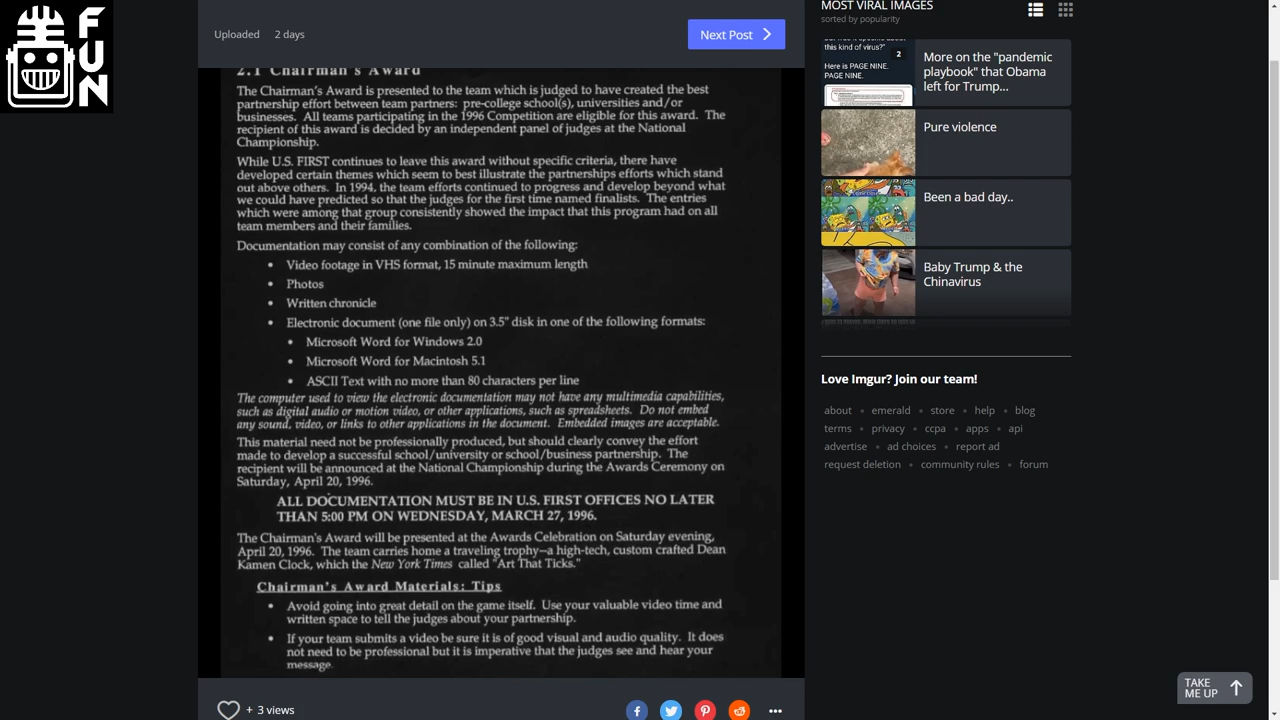 FUN
Uploaded 2 days
Next Post
2.1 Chairman's Award
The Chairman's Award is presented to the team which is judged to have created the best
partnership effort among team participants
1996 Competition are eligible for this award. The
recipient of this award is decided by an independent panel of judges at the National
Championship.
While U.S. FIRST continues to leave this award without specific criteria, there have
developed certain themes which seem to best illustrate the partnerships efforts which stand
out above others. In 1994, the team efforts continued to progress and develop beyond what
we could have predicted so that the judges for the first time named finalists. The entries
which were among that group consistently showed the impact that this program had on all
team members and their families.
Documentation may consist of any combination of the following:
• Video footage in VHS format, 15 minute maximum length
• Photos
• Written chronicle
• Electronic document (one file only) on 3.5" disk in one of the following formats:
• Microsoft Word for Windows 2.0
• Microsoft Word for Macintosh 5.1
• ASCII Text with no more than 80 characters per line
The computer used to view the electronic documentation may not have any multimedia capabilities,
such as digital audio or motion video, or other applications, such as spreadsheets. Do not embed
any sound, video, or links to other applications in the document. Embedded images are acceptable.
This material need not be professionally produced, but should clearly convey the effort
made to develop a successful school/university or school/business partnership. The
recipient will be announced at the National Championship during the Awards Ceremony on
Saturday, April 20, 1996.
ALL DOCUMENTATION MUST BE IN U.S. FIRST OFFICES NO LATER
THAN 5:00 PM ON WEDNESDAY, MARCH 27, 1996.
The Chairman's Award will be presented at the Awards Celebration on Saturday evening,
April 20, 1996. The team carries home a traveling trophy—a high-tech, custom crafted Dean
Kamen Clock, which the New York Times called "Art That Ticks."
Chairman's Award Materials: Tips
• Avoid going into great detail on the game itself. Use your valuable video time and
written space to tell the judges about your partnership.
• If your team submits a video be sure it is of good visual and audio quality. It does
not need to be professional but it is imperative that the judges see and hear your
message.
+ 3 views
MOST VIRAL IMAGES
sorted by popularity
this kind of virus?"
2
Here is PAGE NINE.
PAGE NINE.
More on the "pandemic
playbook" that Obama
left for Trump...
Pure violence
Been a bad day..
Baby Trump & the
Chinavirus
Love Imgur? Join our team!
about • emerald • store • help • blog
terms • privacy • ccpa • apps • api
advertise • ad choices • report ad
request deletion • community rules • forum
TAKE
ME UP